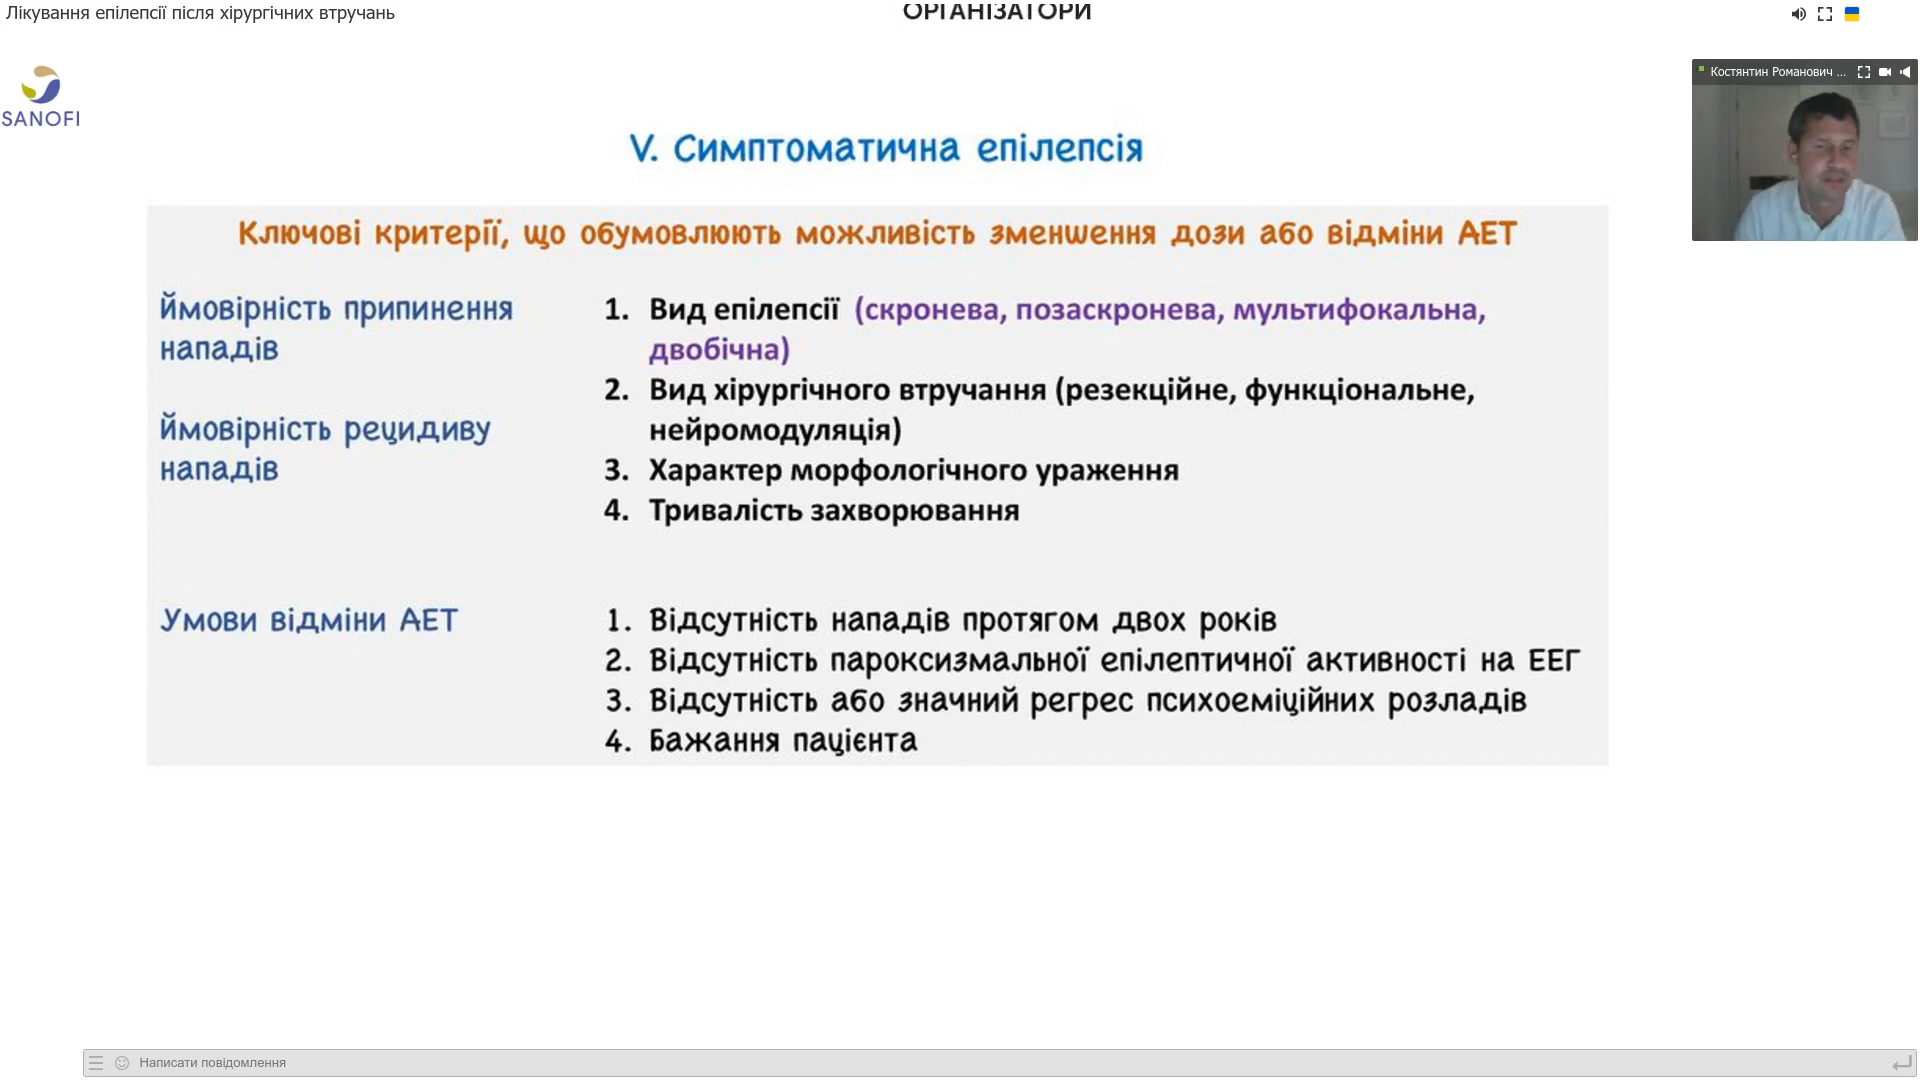 Лікування епілепсії після хірургічних втручань
ОРГАНІЗАТОРИ
SANOFI
Костянтин Романович ...
V. Симптоматична епілепсія
Ключові критерії, що обумовлюють можливість зменшення дози або відміни АЕТ
Ймовірність припинення
нападів
Ймовірність рецидиву
нападів
1. Вид епілепсії (скронева, позаскронева, мультифокальна,
двобічна)
2. Вид хірургічного втручання (резекційне, функціональне,
нейромодуляція)
3. Характер морфологічного ураження
4. Тривалість захворювання
Умови відміни АЕТ
1. Відсутність нападів протягом двох років
2. Відсутність пароксизмальної епілептичної активності на ЕЕГ
3. Відсутність або значний регрес психоеміційних розладів
4. Бажання пацієнта
Написати повідомлення